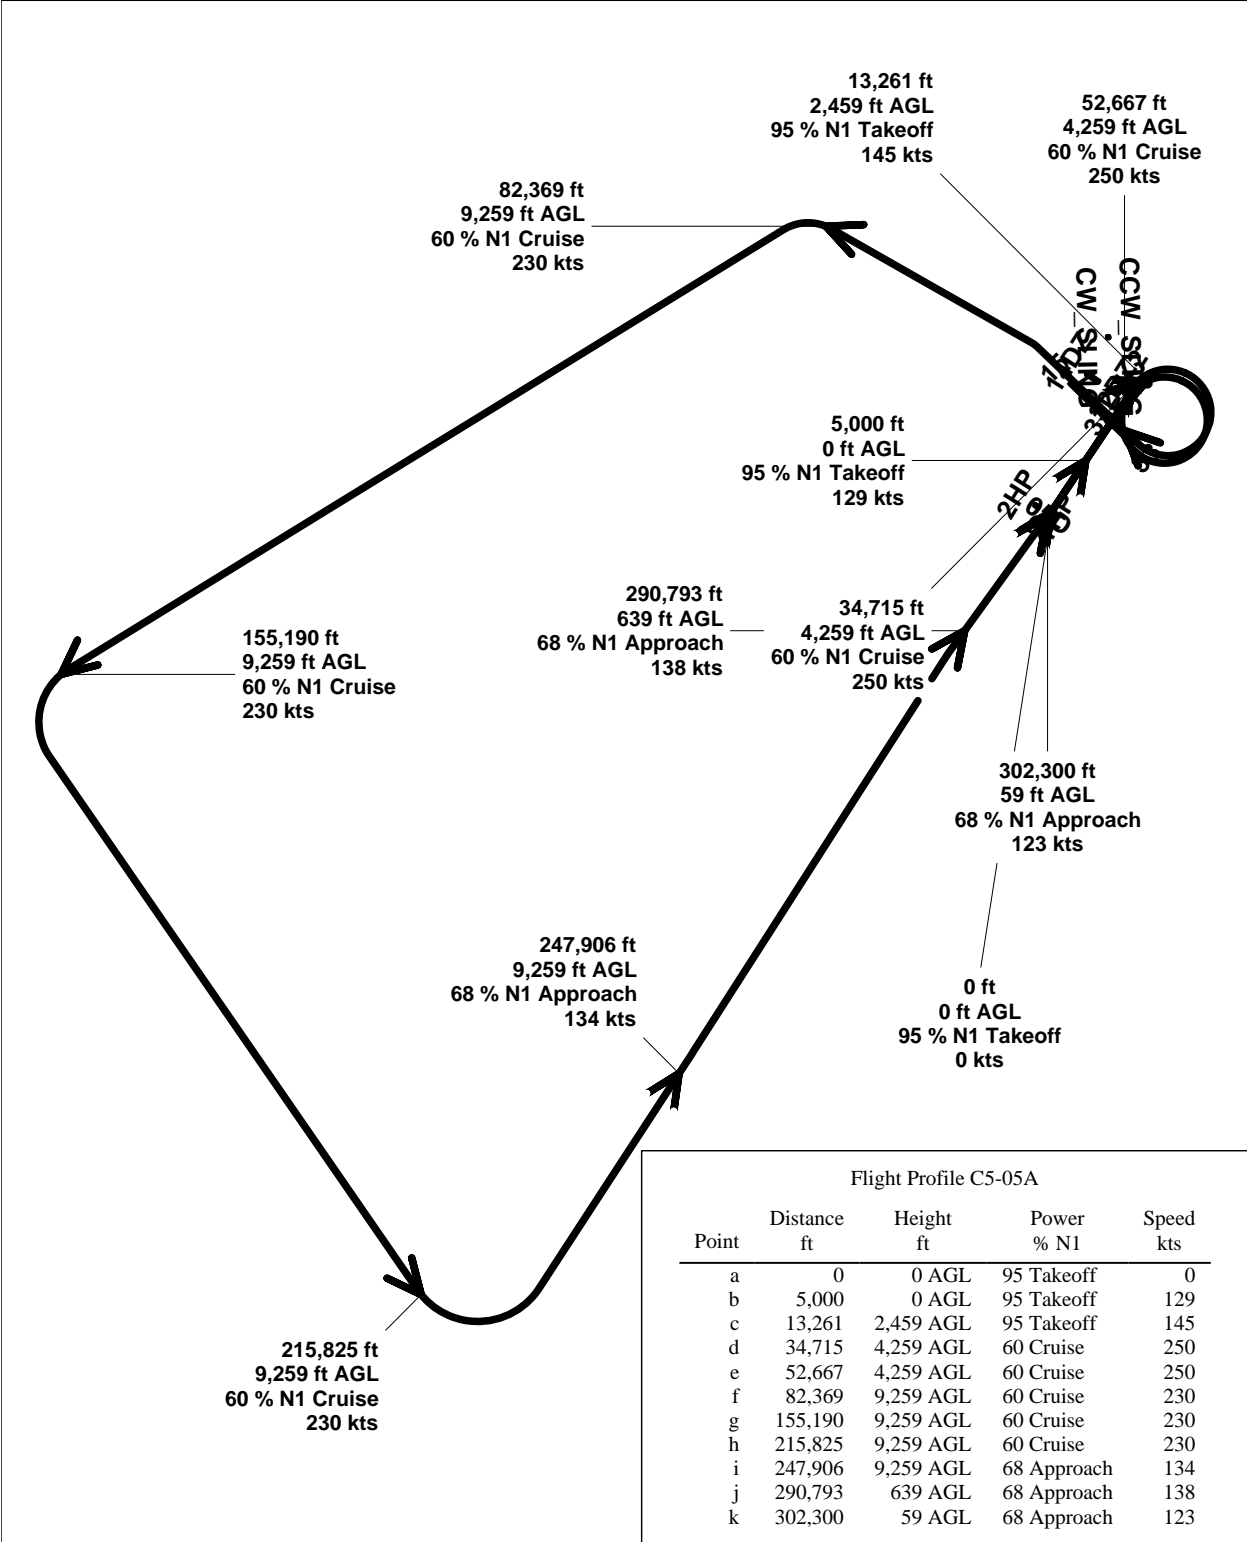 13,261 ft
2,459 ft AGL
95 % N1 Takeoff
145 kts
52,667 ft
4,259 ft AGL
60 % N1 Cruise
250 kts
82,369 ft
9,259 ft AGL
60 % N1 Cruise
230 kts
5,000 ft
0 ft AGL
95 % N1 Takeoff
129 kts
2HP
290,793 ft
639 ft AGL
68 % N1 Approach
138 kts
34,715 ft
4,259 ft AGL
60 % N1 Cruise
250 kts
155,190 ft
9,259 ft AGL
60 % N1 Cruise
230 kts
302,300 ft
59 ft AGL
68 % N1 Approach
123 kts
247,906 ft
9,259 ft AGL
68 % N1 Approach
134 kts
0 ft
0 ft AGL
95 % N1 Takeoff
0 kts
215,825 ft
9,259 ft AGL
60 % N1 Cruise
230 kts
Flight Profile C5-05A
Distance Height Power Speed
Point ft ft % N1 kts
a 0 0 AGL 95 Takeoff 0
b 5,000 0 AGL 95 Takeoff 129
c 13,261 2,459 AGL 95 Takeoff 145
d 34,715 4,259 AGL 60 Cruise 250
e 52,667 4,259 AGL 60 Cruise 250
f 82,369 9,259 AGL 60 Cruise 230
g 155,190 9,259 AGL 60 Cruise 230
h 215,825 9,259 AGL 60 Cruise 230
i 247,906 9,259 AGL 68 Approach 134
j 290,793 639 AGL 68 Approach 138
k 302,300 59 AGL 68 Approach 123